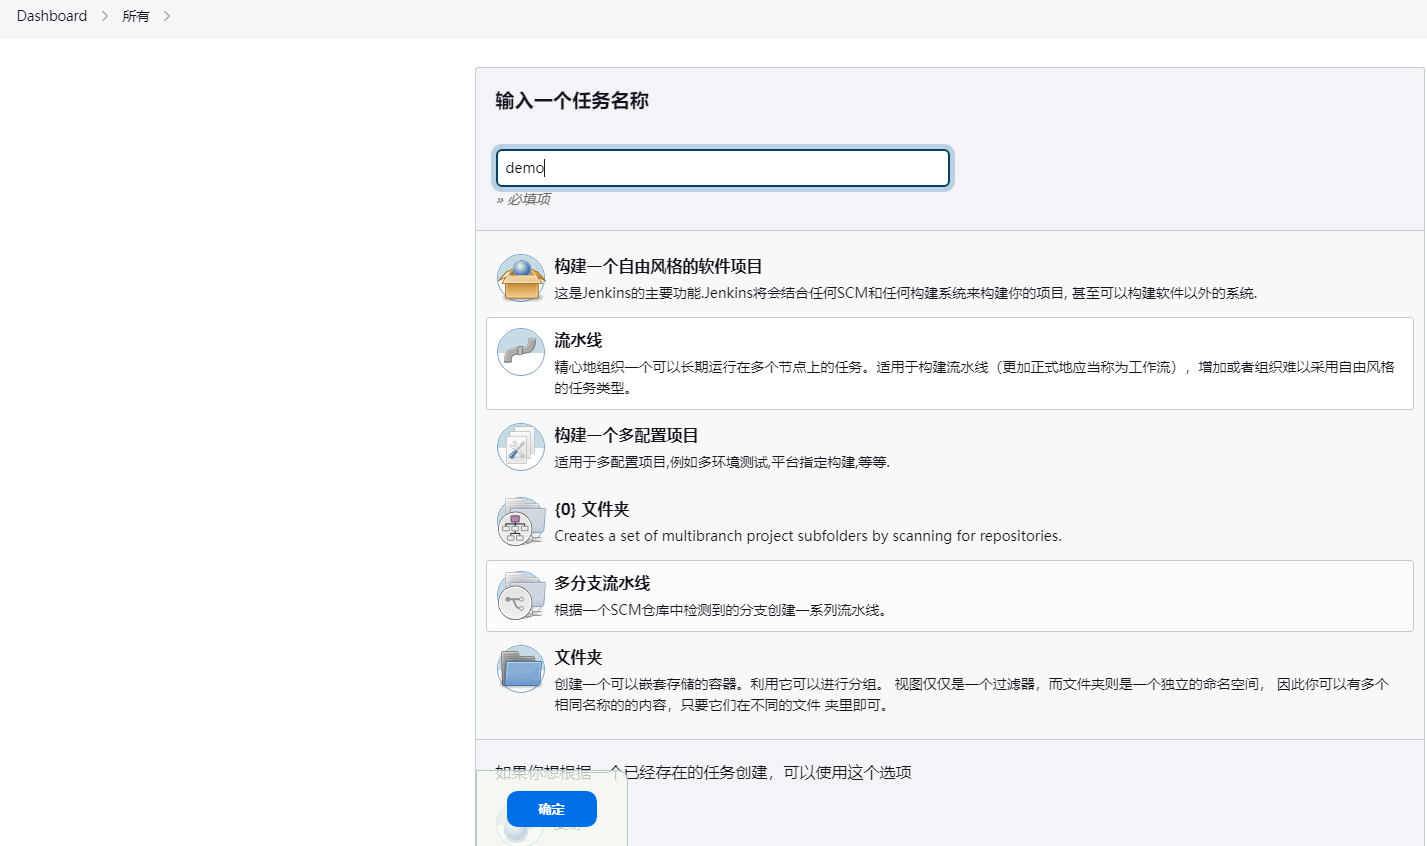 Dashboard
所有
输入一个任务名称
demo
» 必填项
构建一个自由风格的软件项目
这是Jenkins的主要功能.Jenkins将会结合任何SCM和任何构建系统来构建你的项目, 甚至可以构建软件以外的系统.
流水线
精心地组织一个可以长期运行在多个节点上的任务。适用于构建流水线（更加正式地应当称为工作流），增加或者组织难以采用自由风格
的任务类型。
构建一个多配置项目
适用于多配置项目,例如多环境测试,平台指定构建,等等.
{0} 文件夹
Creates a set of multibranch project subfolders by scanning for repositories.
多分支流水线
根据一个SCM仓库中检测到的分支创建一系列流水线。
文件夹
创建一个可以嵌套存储的容器。利用它可以进行分组。 视图仅仅是一个过滤器，而文件夹则是一个独立的命名空间， 因此你可以有多个
相同名称的的内容，只要它们在不同的文件 夹里即可。
如果你想根据一个已经存在的任务创建，可以使用这个选项
确定